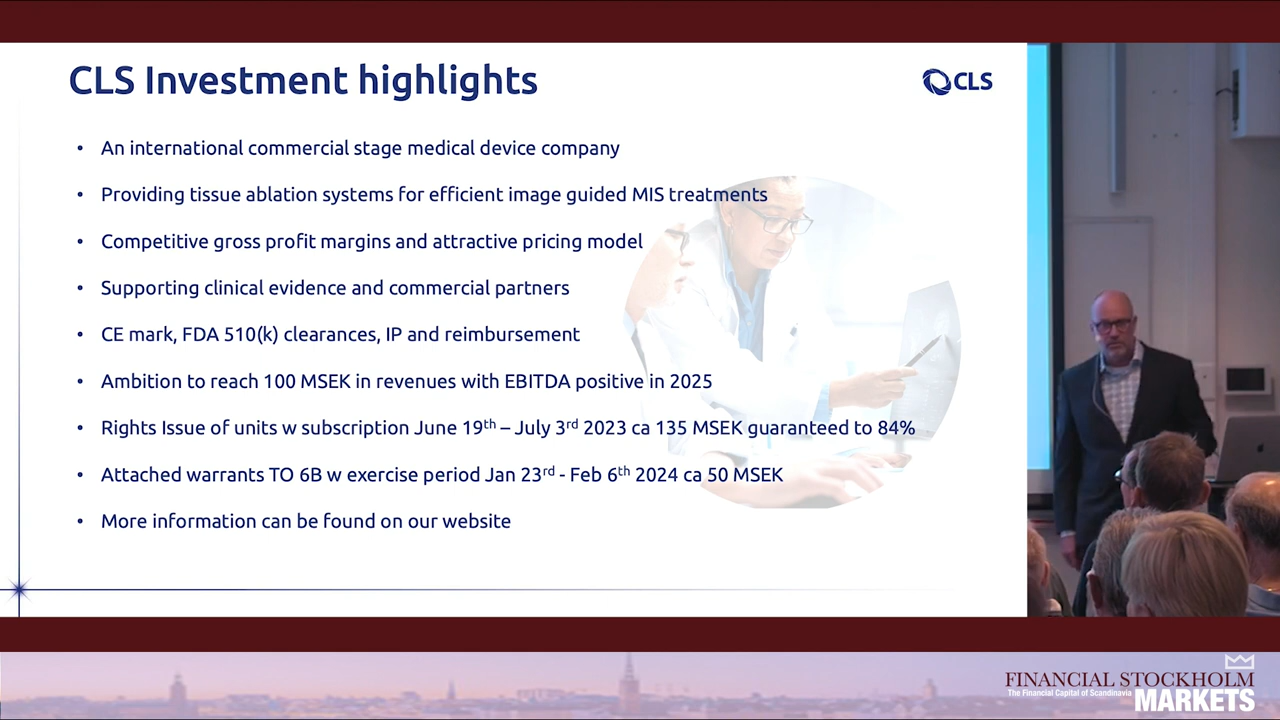 CLS Investment highlights
CLS
• An international commercial stage medical device company
• Providing tissue ablation systems for efficient image guided MIS treatments
• Competitive gross profit margins and attractive pricing model
• Supporting clinical evidence and commercial partners
• CE mark, FDA 510(k) clearances, IP and reimbursement
• Ambition to reach 100 MSEK in revenues with EBITDA positive in 2025
• Rights Issue of units w subscription June 19th – July 3rd 2023 ca 135 MSEK guaranteed to 84%
• Attached warrants TO 6B w exercise period Jan 23rd - Feb 6th 2024 ca 50 MSEK
• More information can be found on our website
FINANCIAL STOCKHOLM
The Financial Capital of Scandinavia
MARKETS